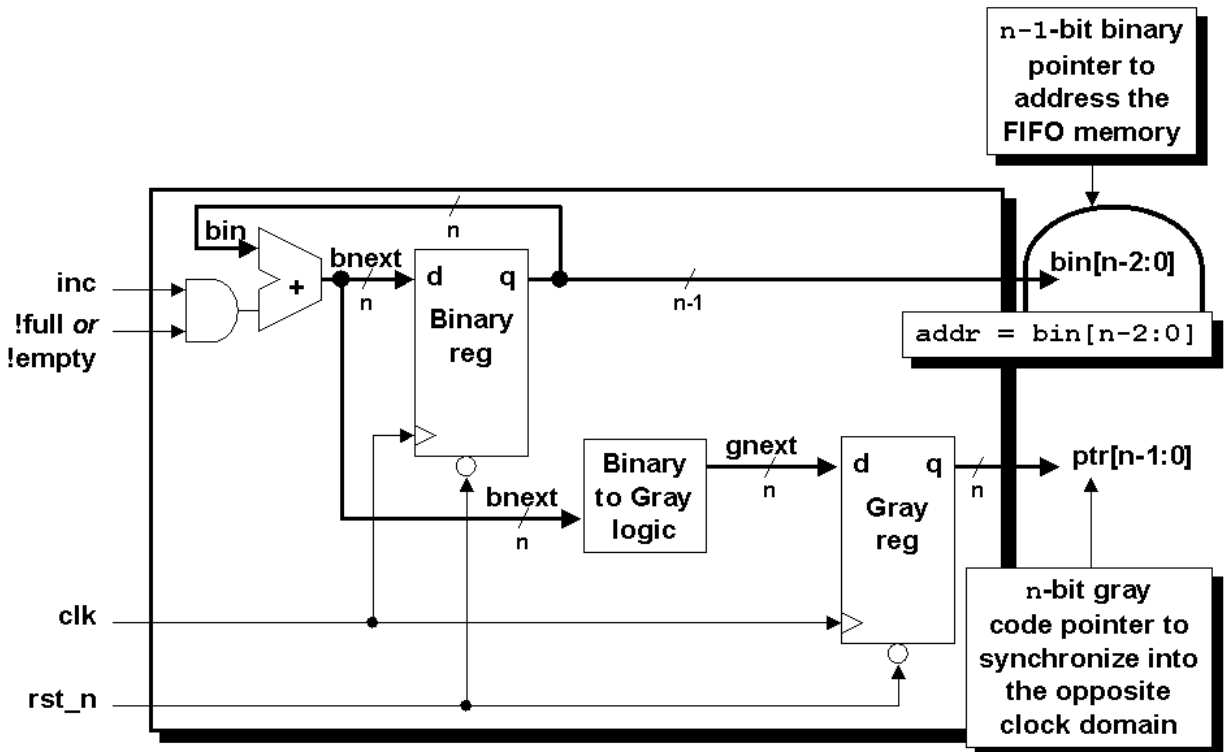 n-1-bit binary
pointer to
address the
FIFO memory
n
bin
bnext
n
d q
Binary
reg
+
inc
!full or
!empty
n-1
bin[n-2:0]
addr = bin[n-2:0]
bnext
n
Binary
to Gray
logic
gnext
n
d q
Gray
reg
n
ptr[n-1:0]
clk
rst_n
n-bit gray
code pointer to
synchronize into
the opposite
clock domain